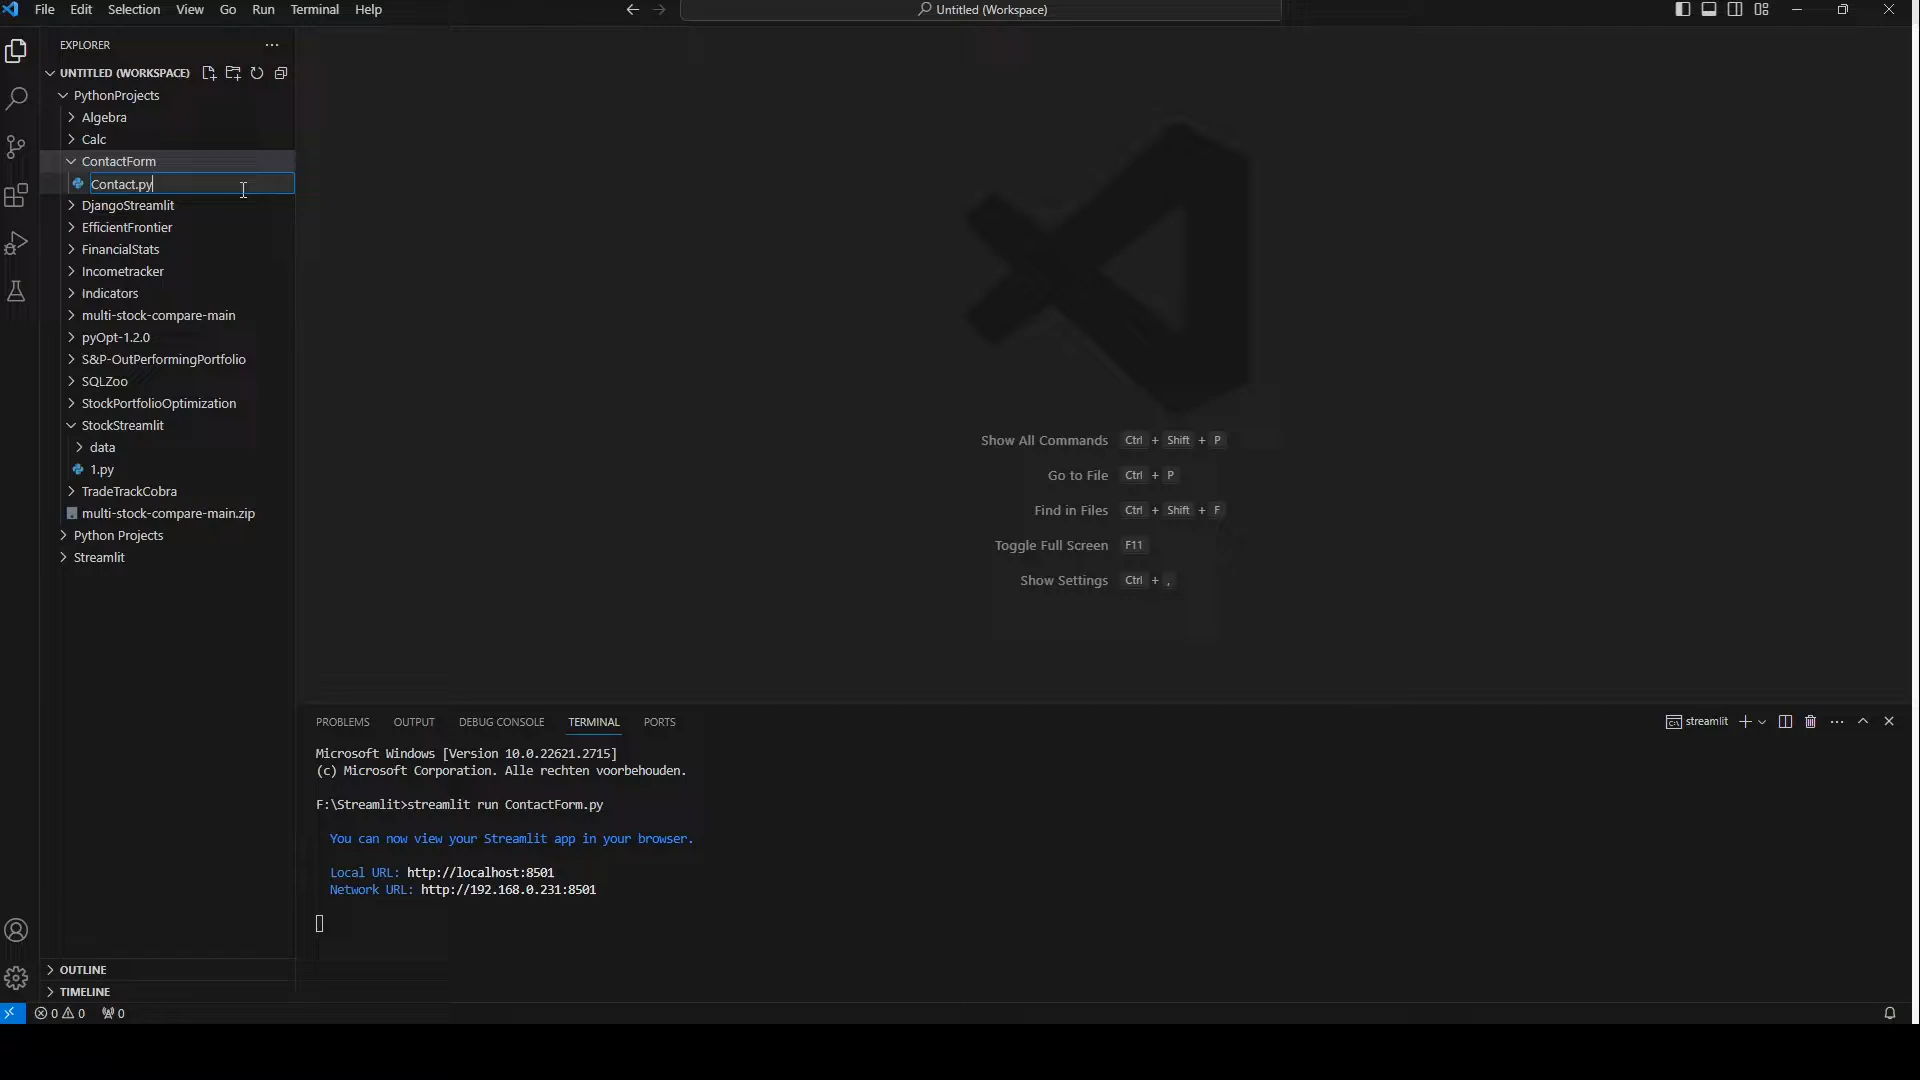 File Edit Selection View Go Run Terminal Help
Untitled (Workspace)
EXPLORER
UNTITLED (WORKSPACE)
PythonProjects
Algebra
Calc
ContactForm
Contact.py
DjangoStreamlit
EfficientFrontier
FinancialStats
Incometracker
Indicators
multi-stock-compare-main
pyOpt-1.2.0
S&P-OutPerformingPortfolio
SQLZoo
StockPortfolioOptimization
StockStreamlit
data
1.py
TradeTrackCobra
multi-stock-compare-main.zip
Python Projects
Streamlit
OUTLINE
TIMELINE
Show All Commands Ctrl + Shift + P
Go to File Ctrl + P
Find in Files Ctrl + Shift + F
Toggle Full Screen F11
Show Settings Ctrl + ,
PROBLEMS OUTPUT DEBUG CONSOLE TERMINAL PORTS
streamlit
Microsoft Windows [Version 10.0.22621.2715]
(c) Microsoft Corporation. Alle rechten voorbehouden.
F:\Streamlit>streamlit run ContactForm.py
You can now view your Streamlit app in your browser.
Local URL: http://localhost:8501
Network URL: http://192.168.0.231:8501
0 0 0